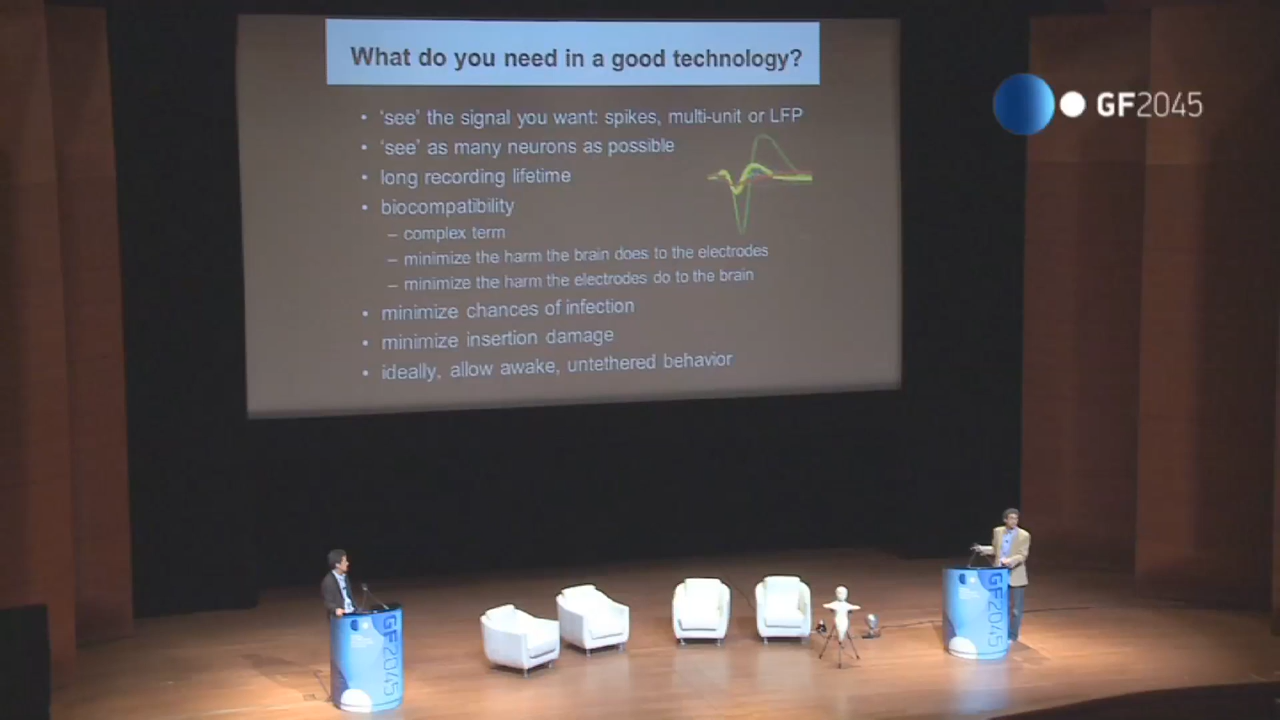 What do you need in a good technology?
• 'see' the signal you want: spikes, multi-unit or LFP
• 'see' as many neurons as possible
• long recording lifetime
• biocompatibility
– complex term
– minimize the harm the brain does to the electrodes
– minimize the harm the electrodes do to the brain
• minimize chances of infection
• minimize insertion damage
• ideally, allow awake, untethered behavior
GF2045
GF2045
GF2045